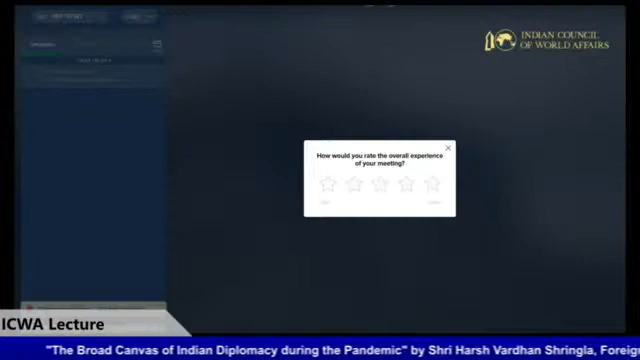 INDIAN COUNCIL
OF WORLD AFFAIRS
How would you rate the overall experience
of your meeting?
ICWA Lecture
"The Broad Canvas of Indian Diplomacy during the Pandemic" by Shri Harsh Vardhan Shringla, Foreig